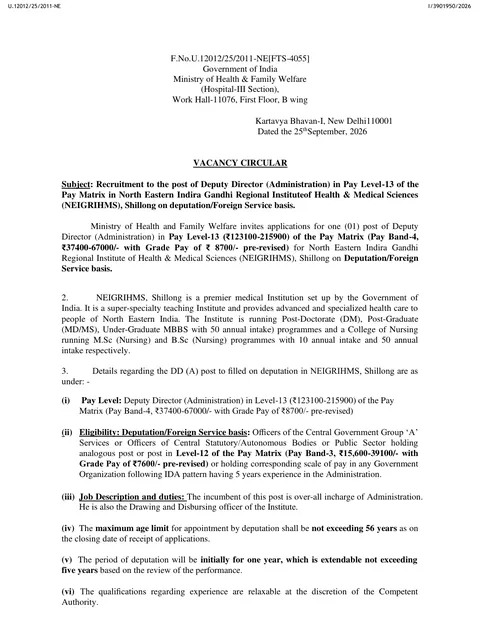 U.12012/25/2011-NE
I/3901950/2026
F.No.U.12012/25/2011-NE[FTS-4055]
Government of India
Ministry of Health & Family Welfare
(Hospital-III Section),
Work Hall-11076, First Floor, B wing
Kartavya Bhavan-I, New Delhi110001
Dated the 25thSeptember, 2026
VACANCY CIRCULAR
Subject: Recruitment to the post of Deputy Director (Administration) in Pay Level-13 of the
Pay Matrix in North Eastern Indira Gandhi Regional Instituteof Health & Medical Sciences
(NEIGRIHMS), Shillong on deputation/Foreign Service basis.
Ministry of Health and Family Welfare invites applications for one (01) post of Deputy
Director (Administration) in Pay Level-13 (₹123100-215900) of the Pay Matrix (Pay Band-4,
₹37400-67000/- with Grade Pay of ₹ 8700/- pre-revised) for North Eastern Indira Gandhi
Regional Institute of Health & Medical Sciences (NEIGRIHMS), Shillong on Deputation/Foreign
Service basis.
2. NEIGRIHMS, Shillong is a premier medical Institution set up by the Government of
India. It is a super-specialty teaching Institute and provides advanced and specialized health care to
people of North Eastern India. The Institute is running Post-Doctorate (DM), Post-Graduate
(MD/MS), Under-Graduate MBBS with 50 annual intake) programmes and a College of Nursing
running M.Sc (Nursing) and B.Sc (Nursing) programmes with 10 annual intake and 50 annual
intake respectively.
3. Details regarding the DD (A) post to filled on deputation in NEIGRIHMS, Shillong are as
under: -
(i) Pay Level: Deputy Director (Administration) in Level-13 (₹123100-215900) of the Pay
Matrix (Pay Band-4, ₹37400-67000/- with Grade Pay of ₹8700/- pre-revised)
(ii) Eligibility: Deputation/Foreign Service basis: Officers of the Central Government Group ‘A’
Services or Officers of Central Statutory/Autonomous Bodies or Public Sector holding
analogous post or post in Level-12 of the Pay Matrix (Pay Band-3, ₹15,600-39100/- with
Grade Pay of ₹7600/- pre-revised) or holding corresponding scale of pay in any Government
Organization following IDA pattern having 5 years experience in the Administration.
(iii) Job Description and duties: The incumbent of this post is over-all incharge of Administration.
He is also the Drawing and Disbursing officer of the Institute.
(iv) The maximum age limit for appointment by deputation shall be not exceeding 56 years as on
the closing date of receipt of applications.
(v) The period of deputation will be initially for one year, which is extendable not exceeding
five years based on the review of the performance.
(vi) The qualifications regarding experience are relaxable at the discretion of the Competent
Authority.